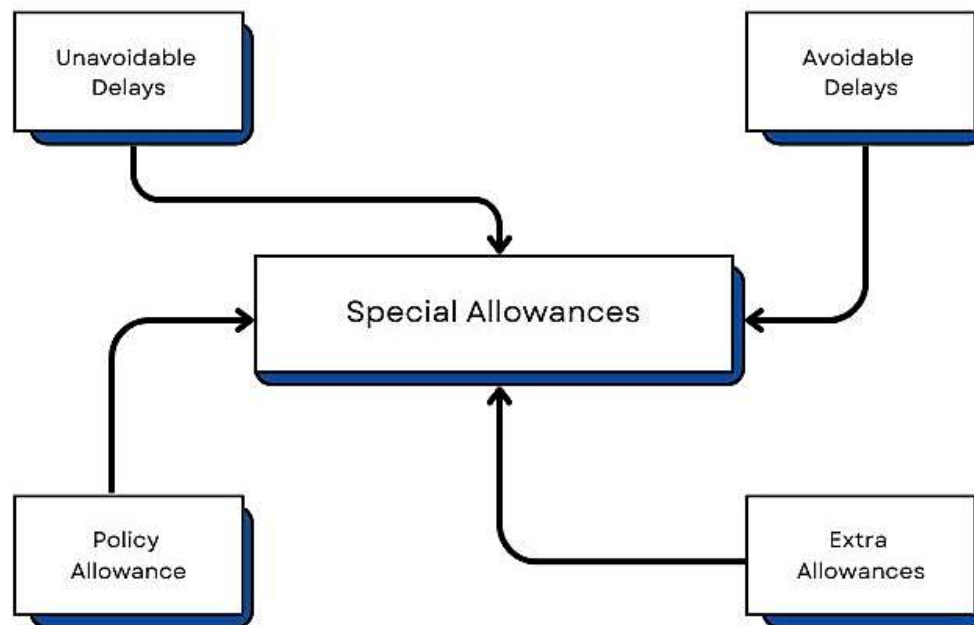 Unavoidable
Delays
Avoidable
Delays
Special Allowances
Policy
Allowance
Extra
Allowances